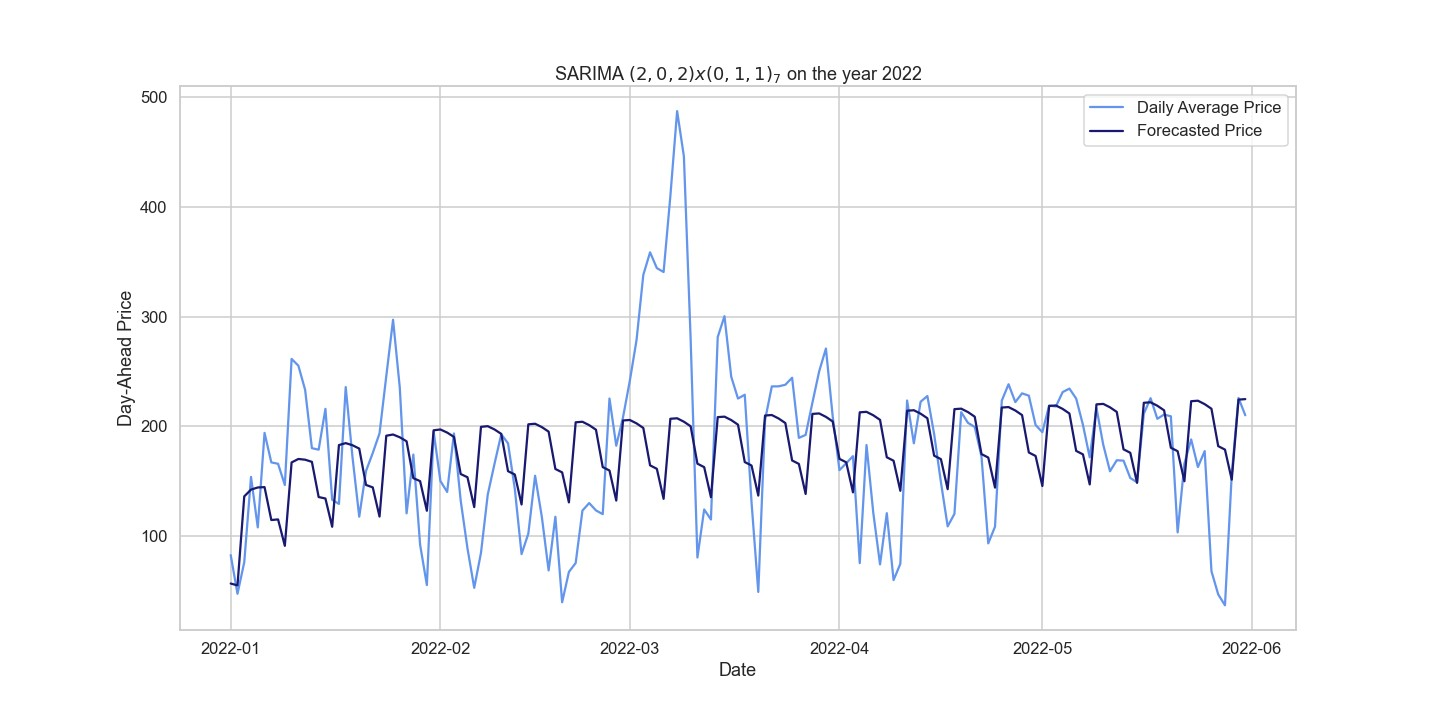 SARIMA (2, 0, 2)x(0, 1, 1)₇ on the year 2022
Daily Average Price
Forecasted Price
Day-Ahead Price
500
400
300
200
100
2022-01
2022-02
2022-03
2022-04
2022-05
2022-06
Date